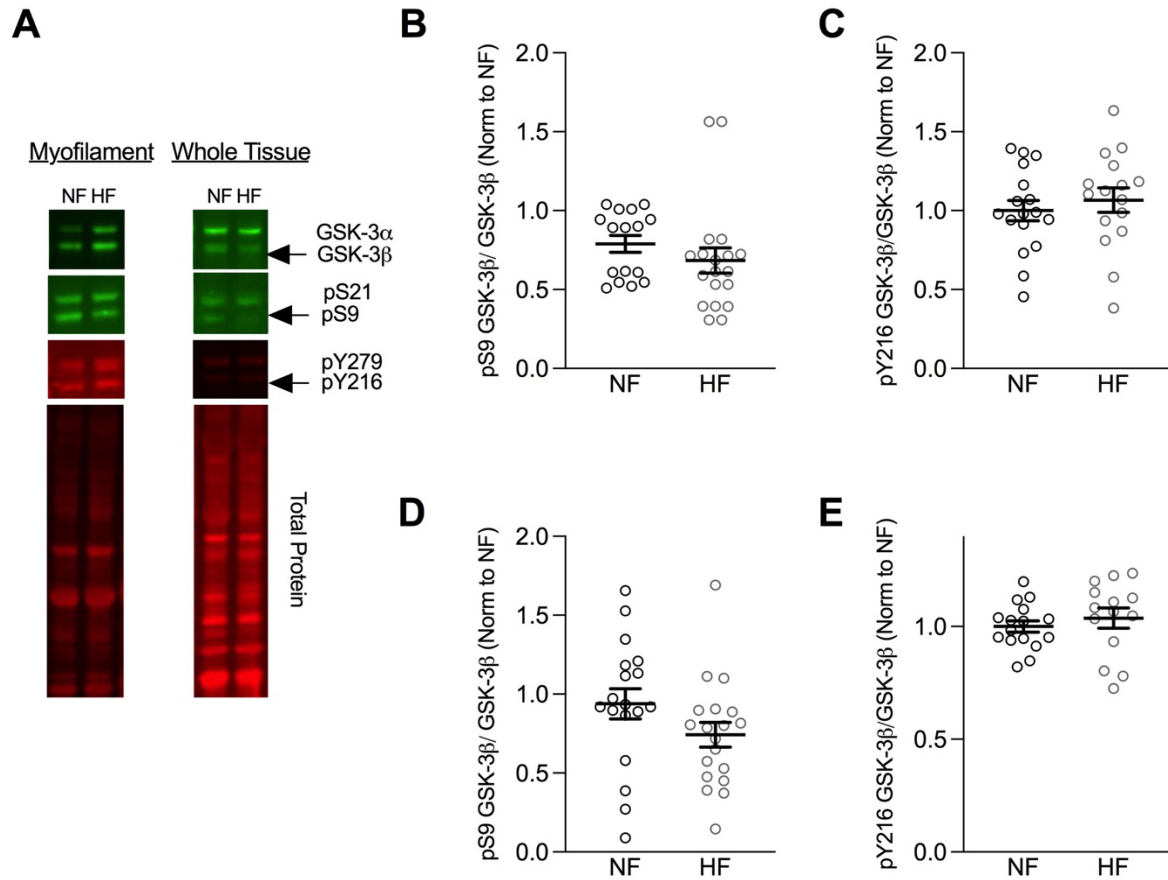 A
Myofilament Whole Tissue
NF HF NF HF
GSK-3α
GSK-3β
pS21
pS9
pY279
pY216
Total Protein
B
pS9 GSK-3β/ GSK-3β (Norm to NF)
2.0
1.5
1.0
0.5
0.0
NF HF
C
pY216 GSK-3β/GSK-3β (Norm to NF)
2.0
1.5
1.0
0.5
0.0
NF HF
D
pS9 GSK-3β/ GSK-3β (Norm to NF)
2.0
1.5
1.0
0.5
0.0
NF HF
E
pY216 GSK-3β/GSK-3β (Norm to NF)
1.0
0.5
0.0
NF HF